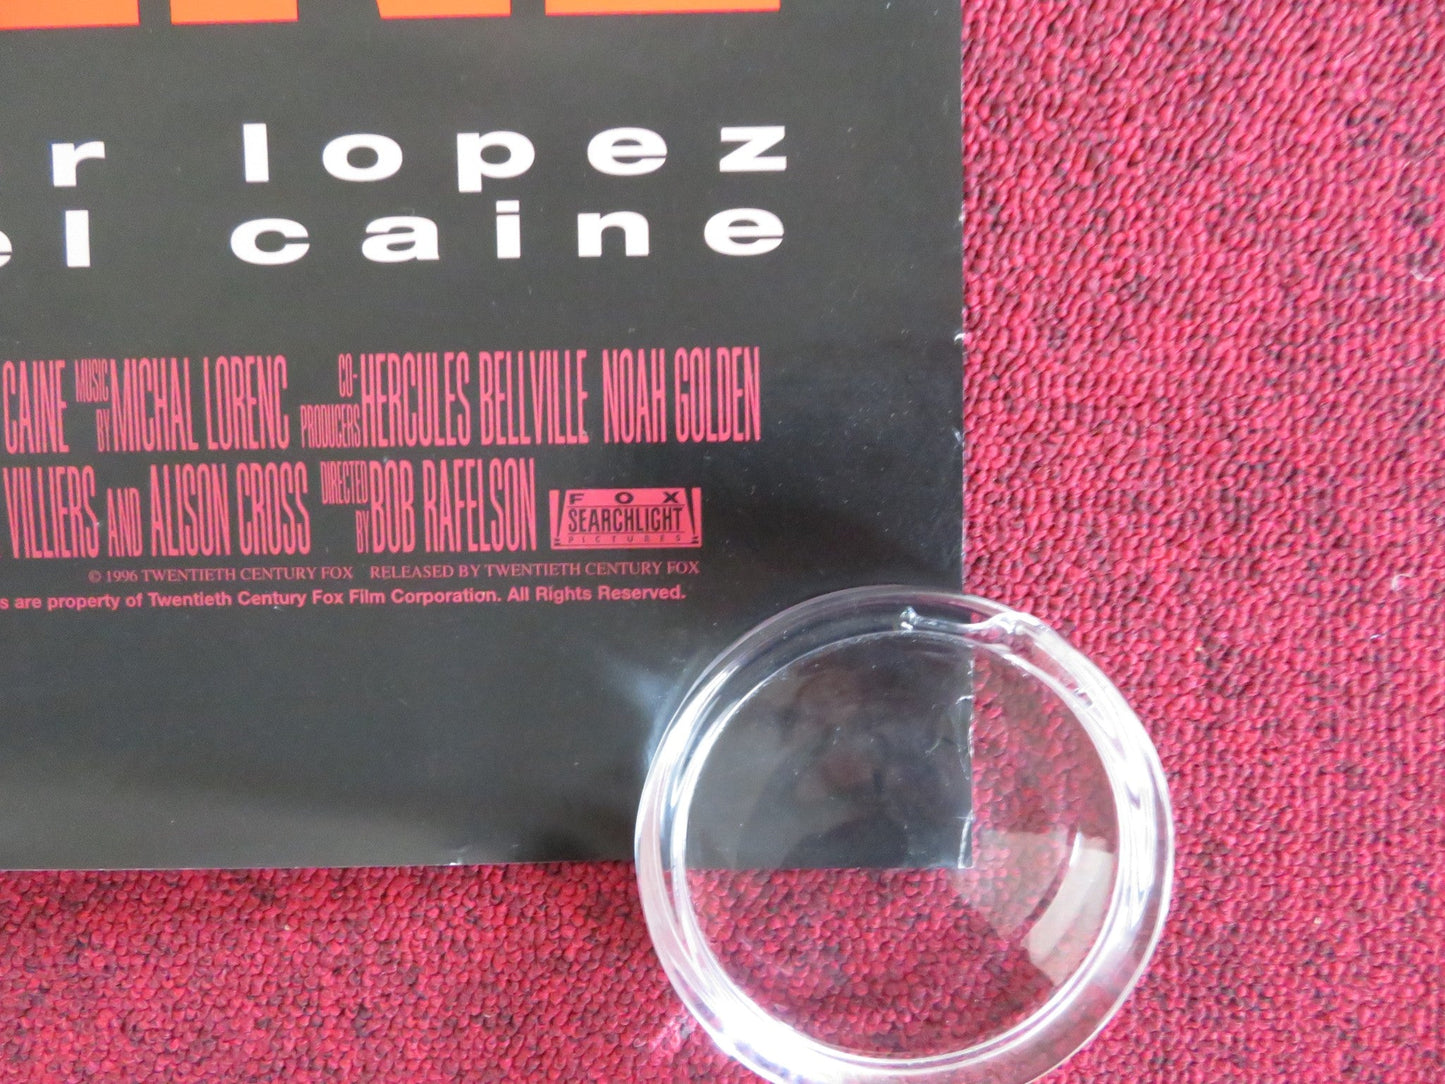 r lopez
el caine
CAINE MUSIC BY MICHAL LORENC CO-PRODUCERS HERCULES BELLVILLE NOAH GOLDEN
VILLIERS AND ALISON CROSS DIRECTED BY BOB RAFELSON
FOX
SEARCHLIGHT
PICTURES
© 1996 TWENTIETH CENTURY FOX RELEASED BY TWENTIETH CENTURY FOX
s are property of Twentieth Century Fox Film Corporation. All Rights Reserved.